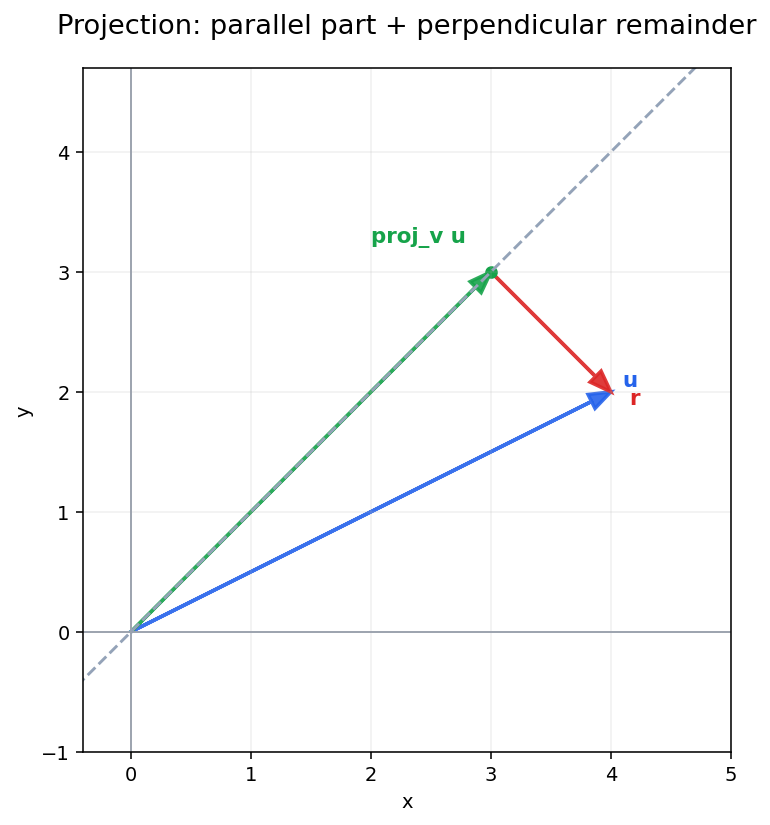 Projection: parallel part + perpendicular remainder
4
proj_v u
3
u
2
r
y
1
0
−1
0 1 2 3 4 5
x